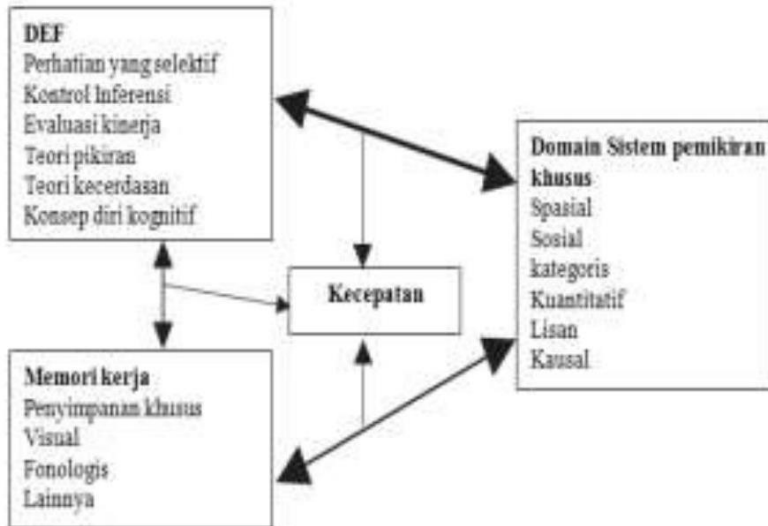 DEF
Perhatian yang selektif
Kontrol Inferensi
Evaluasi kinerja
Teori pikiran
Teori kecerdasan
Konsep diri kognitif
Domain Sistem pemikiran
khusus
Spasial
Sosial
kategoris
Kuantitatif
Lisan
Kausal
Kecepatan
Memori kerja
Penyimpanan khusus
Visual
Fonologis
Lainnya